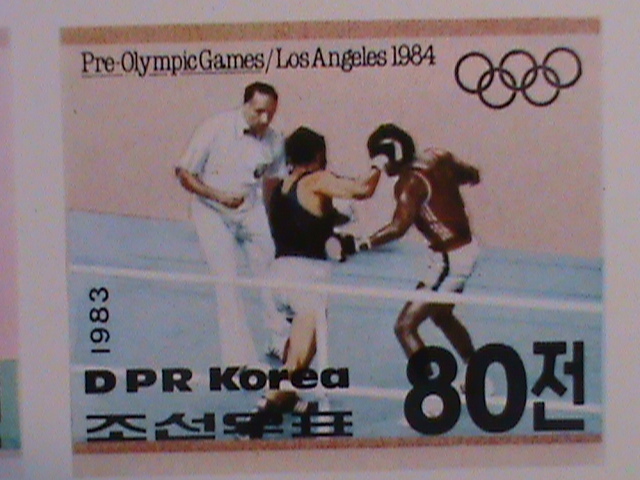 Pre-Olympic Games/Los Angeles 1984
1983
DPR Korea
조선우표
80전